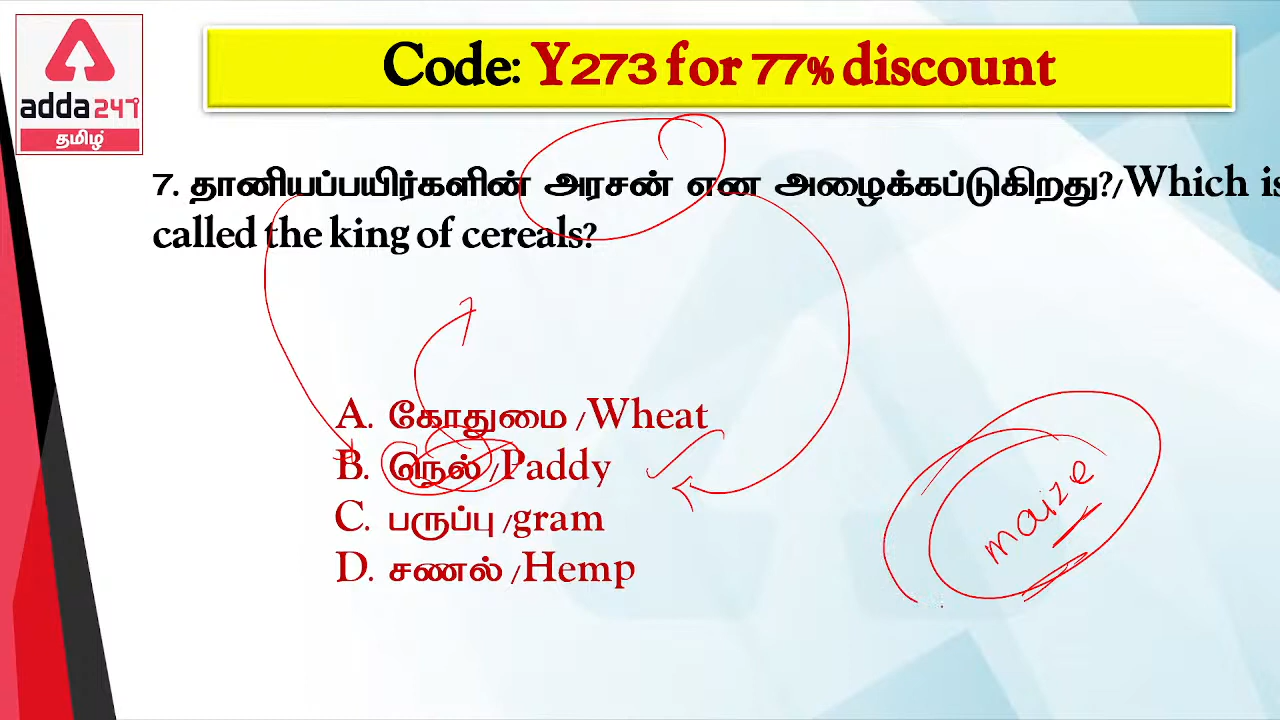 adda247
தமிழ்
Code: Y273 for 77% discount
7. தானியப்பயிர்களின் அரசன் என அழைக்கப்டுகிறது?/Which is
called the king of cereals?
A. கோதுமை /Wheat
B. நெல் /Paddy
C. பருப்பு /gram
D. சணல் /Hemp
maize